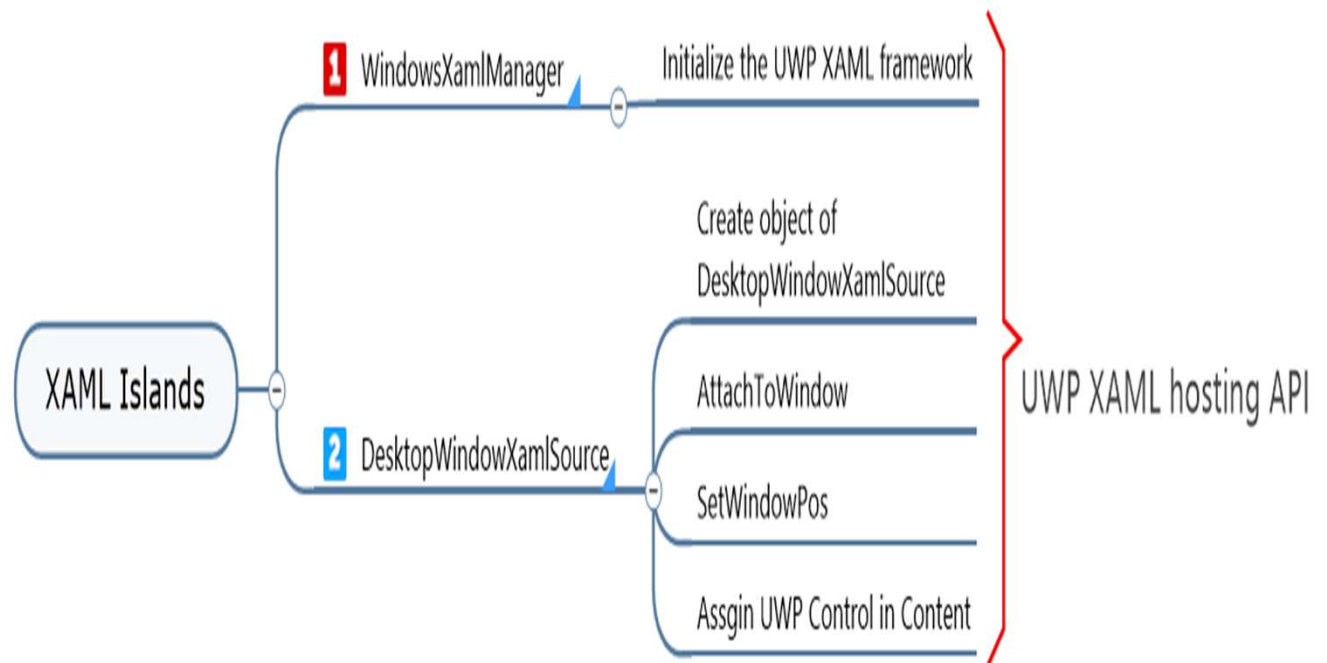 1 WindowsXamlManager
Initialize the UWP XAML framework
Create object of
DesktopWindowXamlSource
XAML Islands
AttachToWindow
UWP XAML hosting API
2 DesktopWindowXamlSource
SetWindowPos
Assgin UWP Control in Content